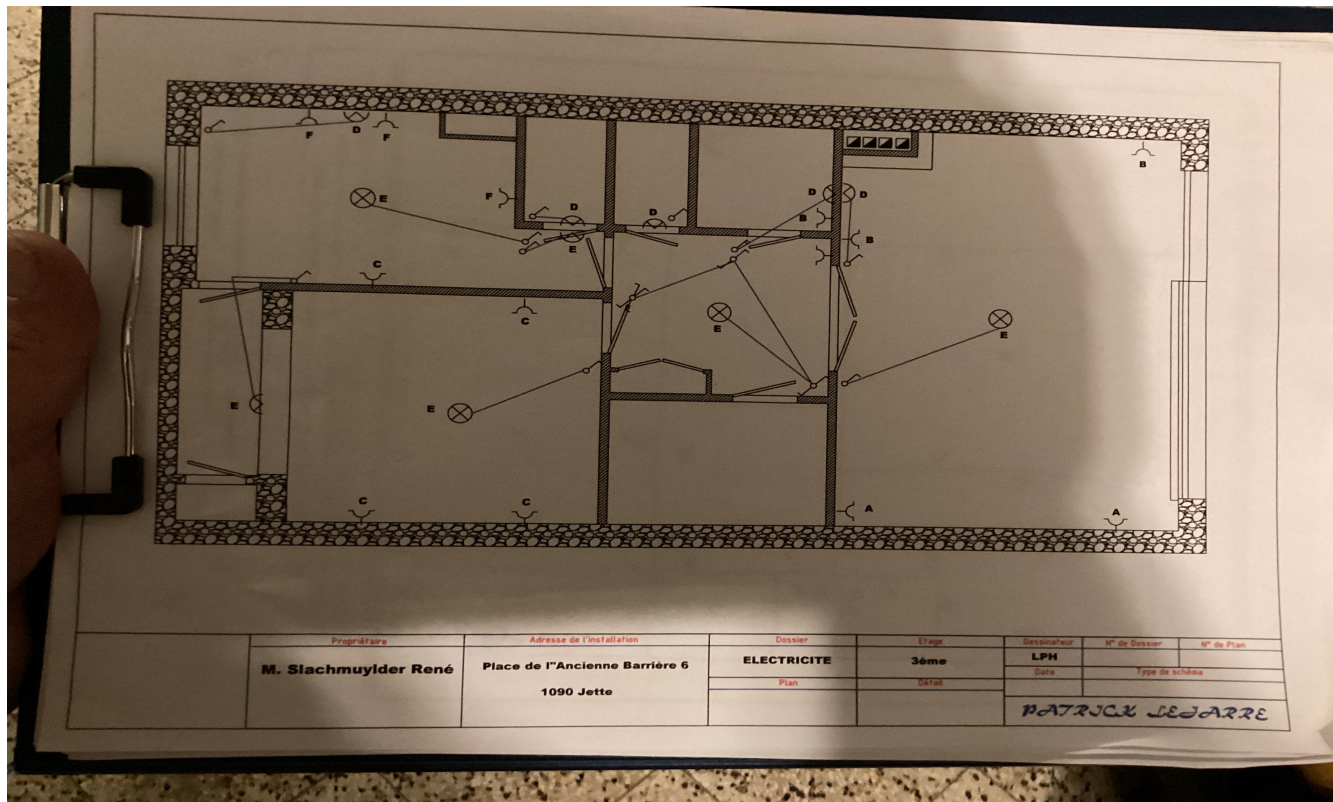 F
D
F
B
E
F
D
D
D
D
B
E
B
C
C
E
E
E
E
C
C
A
A
Propriétaire
M. Slachmuylder René
Adresse de l'installation
Place de l"Ancienne Barrière 6
1090 Jette
Dossier
ELECTRICITE
Plan
Etage
3éme
Détail
Dessinateur
LPH
Date
N° de Dossier
N° de Plan
Type de schéma
PATRICK LEJARRE